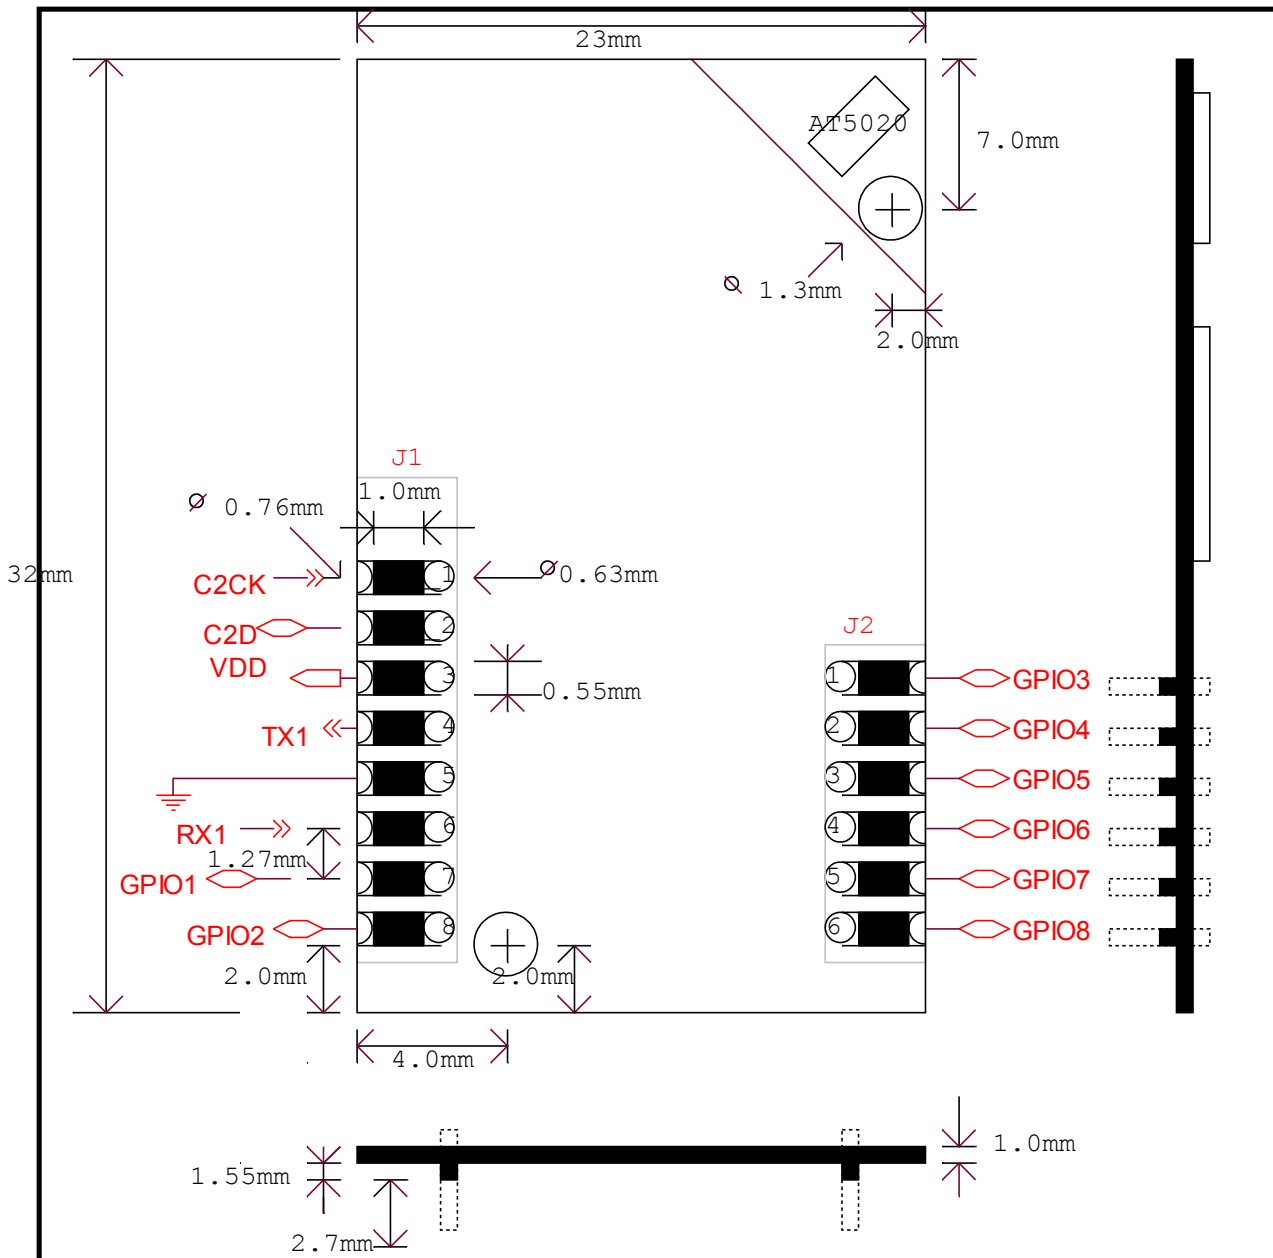 23mm
AT5020
7.0mm
Ø 1.3mm
2.0mm
J1
1.0mm
Ø 0.76mm
32mm
C2CK
1
Ø 0.63mm
C2D
2
J2
VDD
3
0.55mm
1
GPIO3
TX1
4
2
GPIO4
5
3
GPIO5
RX1
6
4
GPIO6
1.27mm
GPIO1
7
5
GPIO7
GPIO2
8
6
GPIO8
2.0mm
2.0mm
4.0mm
1.0mm
1.55mm
2.7mm